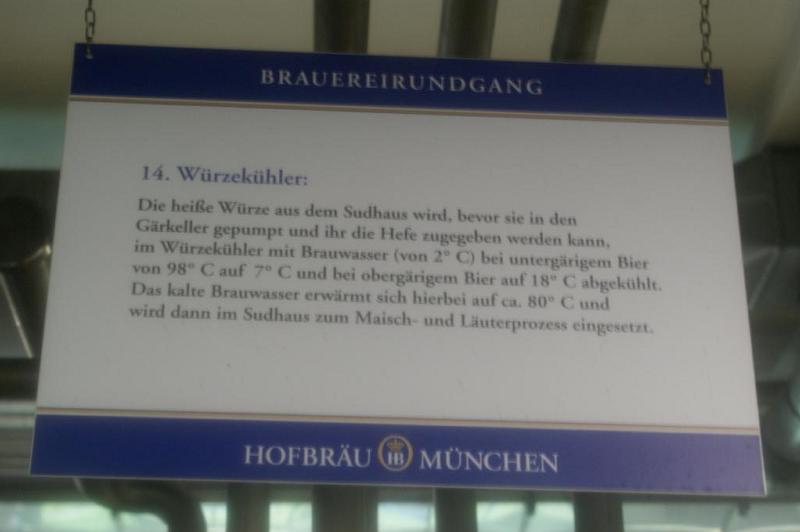 BRAUEREIRUNDGANG
14. Würzekühler:
Die heiße Würze aus dem Sudhaus wird, bevor sie in den
Gärkeller gepumpt und ihr die Hefe zugegeben werden kann,
im Würzekühler mit Brauwasser (von 2° C) bei untergärigem Bier
von 98° C auf 7° C und bei obergärigem Bier auf 18° C abgekühlt.
Das kalte Brauwasser erwärmt sich hierbei auf ca. 80° C und
wird dann im Sudhaus zum Maisch- und Läuterprozess eingesetzt.
HOFBRÄU HB MÜNCHEN